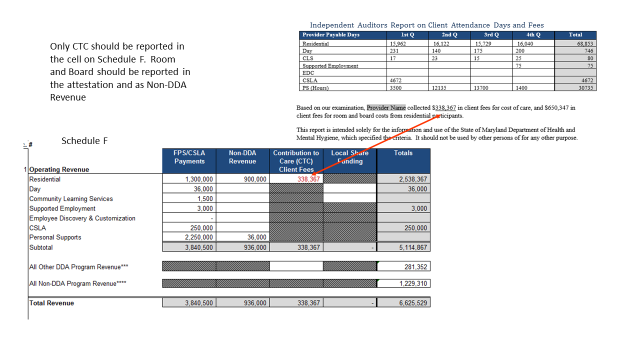 Independent Auditors Report on Client Attendance Days and Fees
Provider Payable Days 1st Q 2nd Q 3rd Q 4th Q Total
Residential 15,962 16,122 15,729 16,040 68,853
Day 231 140 175 200 746
CLS 17 23 15 25 80
Supported Employment 75 75
EDC
CSLA 4672 4672
PS (Hours) 3500 12135 13700 1400 30735
Only CTC should be reported in
the cell on Schedule F. Room
and Board should be reported in
the attestation and as Non-DDA
Revenue
Based on our examination, Provider Name collected $338,367 in client fees for cost of care, and $650,347 in
client fees for room and board costs from residential participants.
This report is intended solely for the information and use of the State of Maryland Department of Health and
Mental Hygiene, which specified the criteria. It should not be used by other persons of for any other purpose.
Schedule F
#
FPS/CSLA Payments Non-DDA Revenue Contribution to Care (CTC) Client Fees Local Share Funding Totals
1 Operating Revenue
Residential 1,300,000 900,000 338,367 2,538,367
Day 36,000 36,000
Community Learning Services 1,500
Supported Employment 3,000 3,000
Employee Discovery & Customization -
CSLA 250,000 250,000
Personal Supports 2,250,000 36,000
Subtotal 3,840,500 936,000 338,367 - 5,114,867
All Other DDA Program Revenue*** 281,352
All Non-DDA Program Revenue**** 1,229,310
Total Revenue 3,840,500 936,000 338,367 - 6,625,529